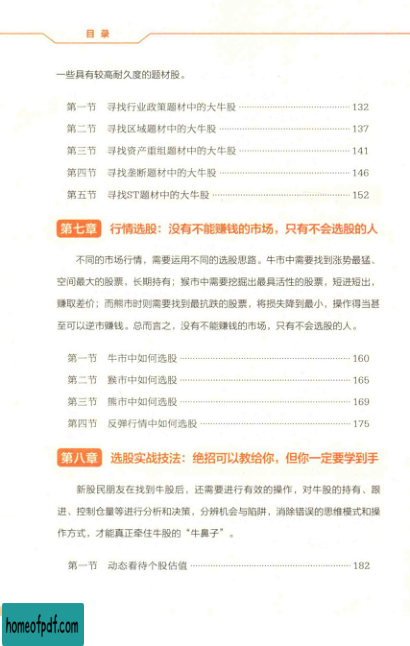 目 录
一些具有较高耐久度的题材股。
第一节 寻找行业政策题材中的大牛股 132
第二节 寻找区域题材中的大牛股 137
第三节 寻找资产重组题材中的大牛股 141
第四节 寻找垄断题材中的大牛股 146
第五节 寻找ST题材中的大牛股 152
第七章 行情选股：没有不能赚钱的市场，只有不会选股的人
不同的市场行情，需要运用不同的选股思路。牛市中需要找到涨势最猛、
空间最大的股票，长期持有；猴市中需要挖掘出最具活性的股票，短进短出，
赚取差价；而熊市时则需要找到最抗跌的股票，将损失降到最小，操作得当甚
至可以逆市赚钱。总而言之，没有不能赚钱的市场，只有不会选股的人。
第一节 牛市中如何选股 160
第二节 猴市中如何选股 165
第三节 熊市中如何选股 169
第四节 反弹行情中如何选股 175
第八章 选股实战技法：绝招可以教给你，但你一定要学到手
新股民朋友在找到牛股后，还需要进行有效的操作，对牛股的持有、跟
进、控制仓量等进行分析和决策，分辨机会与陷阱，消除错误的思维模式和操
作方式，才能真正牵住牛股的“牛鼻子”。
第一节 动态看待个股估值 182
homeofpdf.com